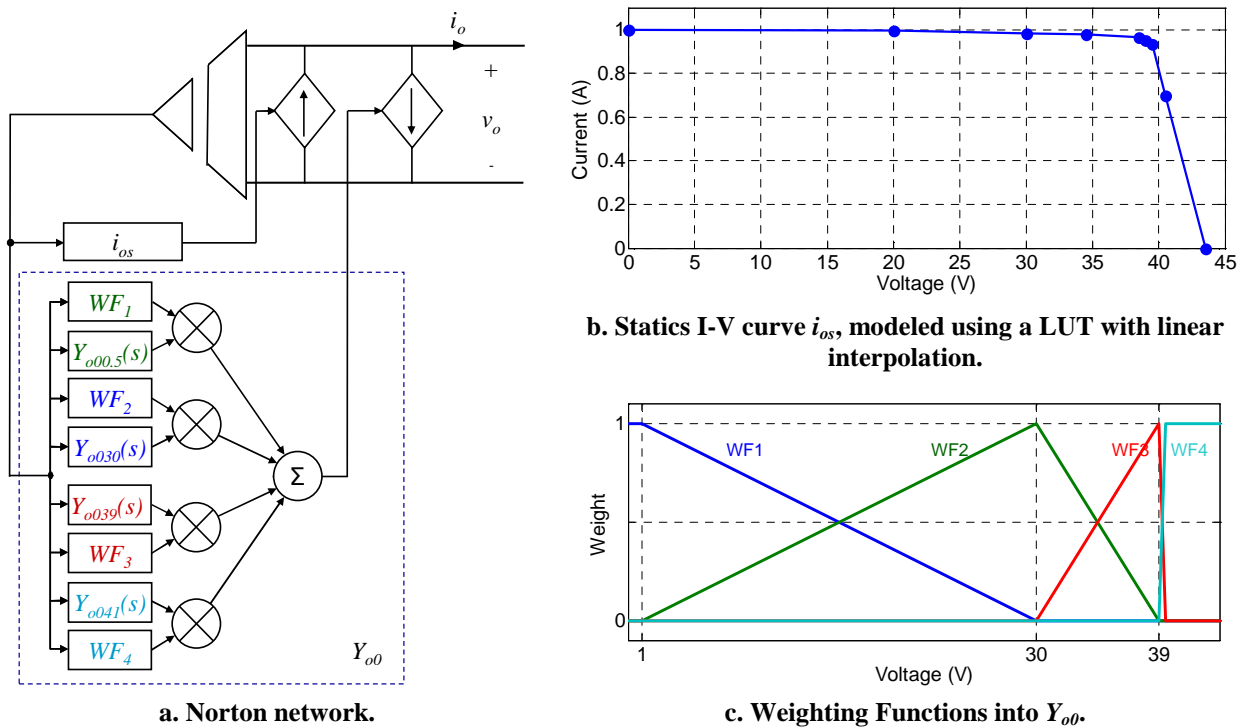 i_o
+
v_o
-
i_os
WF_1
Y_o00.5(s)
WF_2
Y_o030(s)
Y_o039(s)
WF_3
Y_o041(s)
WF_4
Σ
Y_o0
a. Norton network.
1
0.8
0.6
0.4
0.2
0
Current (A)
0 5 10 15 20 25 30 35 40 45
Voltage (V)
b. Statics I-V curve i_os, modeled using a LUT with linear
interpolation.
1
0
Weight
WF1
WF2
WF3
WF4
1 30 39
Voltage (V)
c. Weighting Functions into Y_o0.